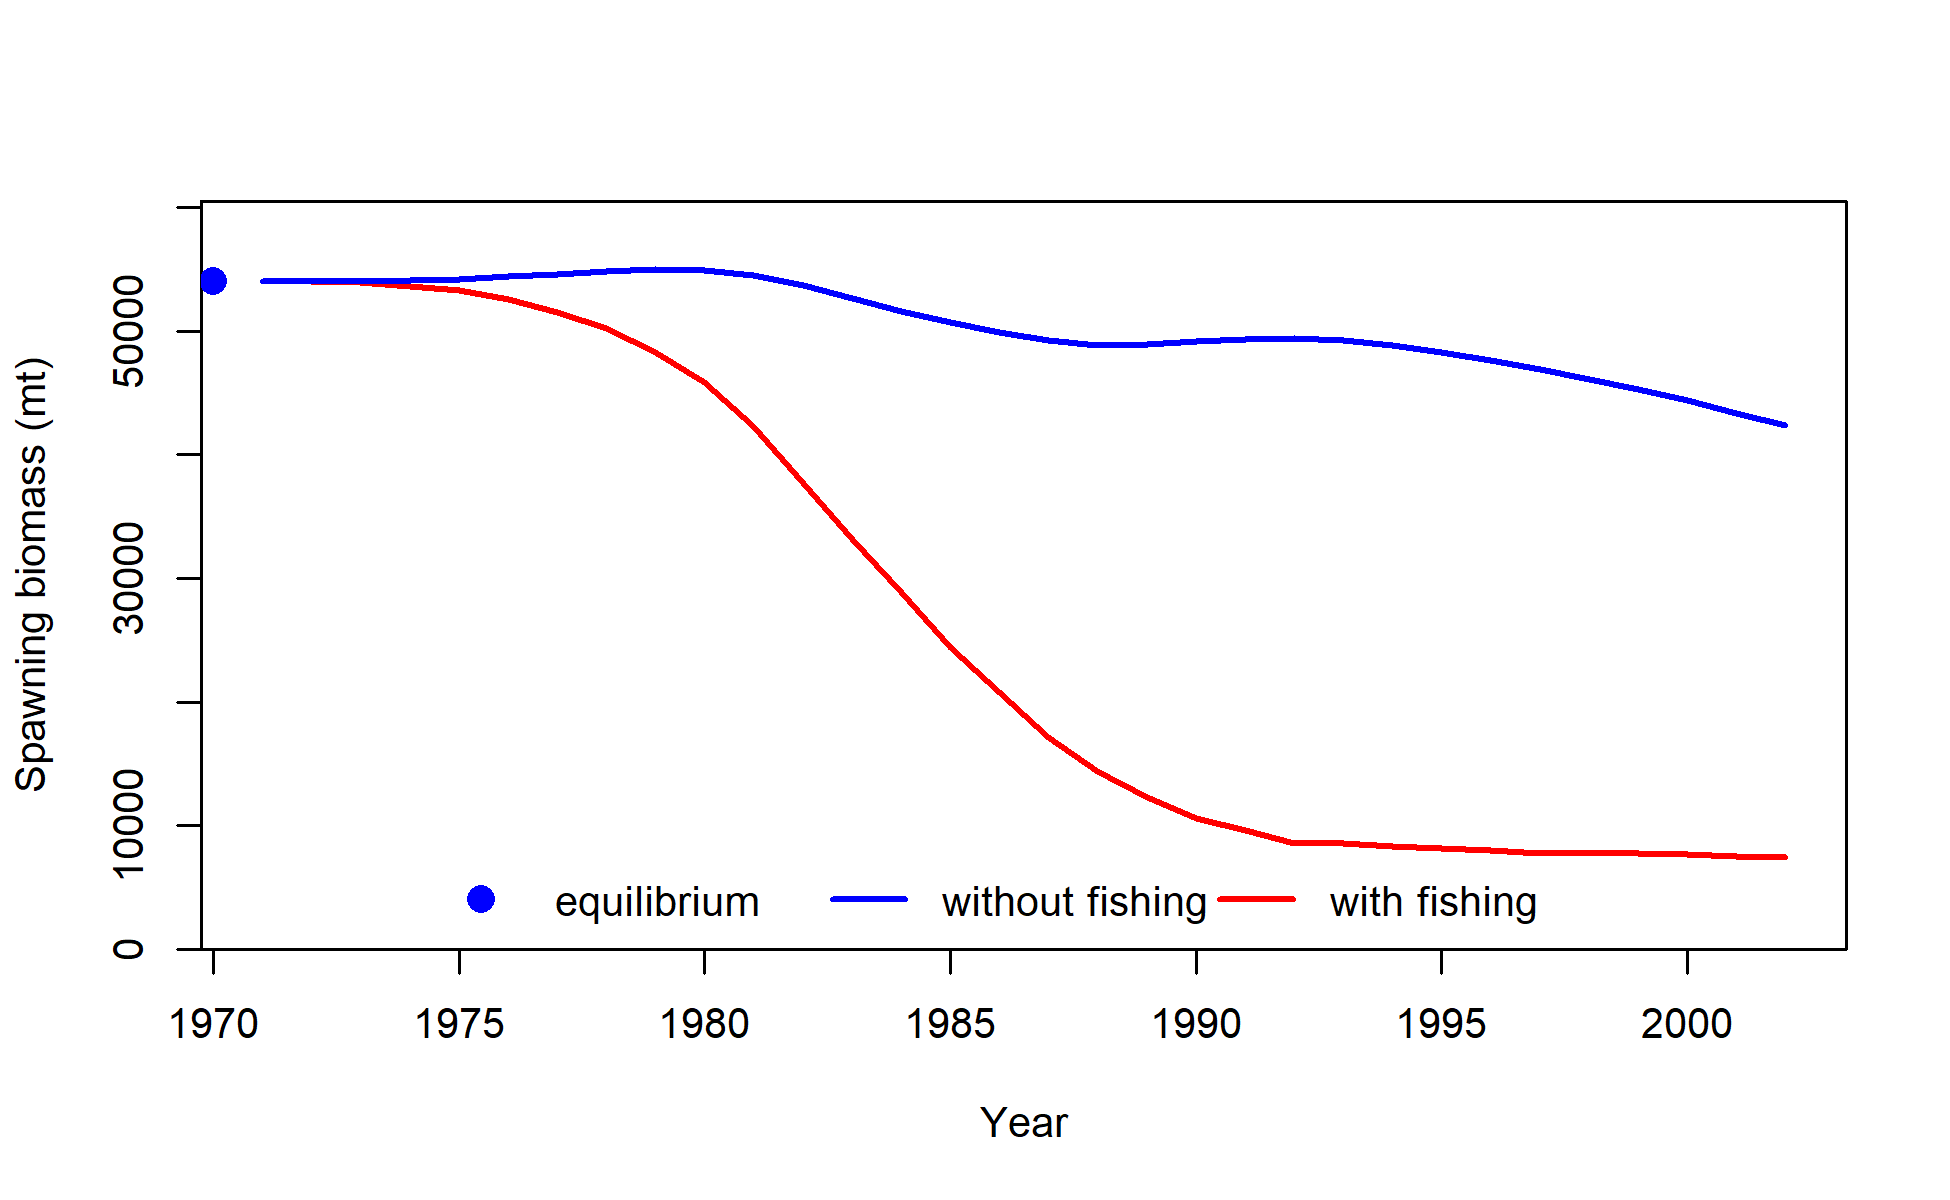 Spawning biomass (mt)
50000
30000
10000
0
equilibrium without fishing with fishing
1970 1975 1980 1985 1990 1995 2000
Year